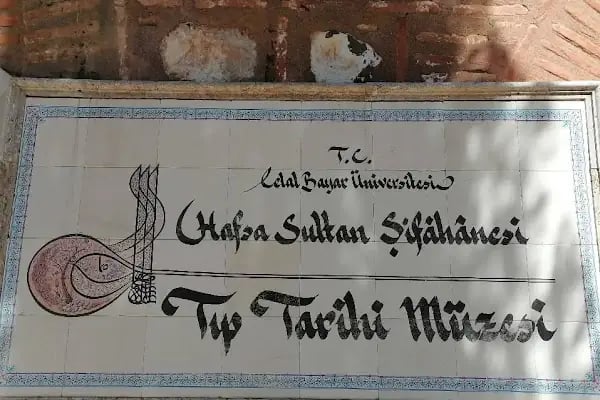 T.C.
Celal Bayar Üniversitesi
Hafsa Sultan Şifâhânesi
Tıp Tarihi Müzesi